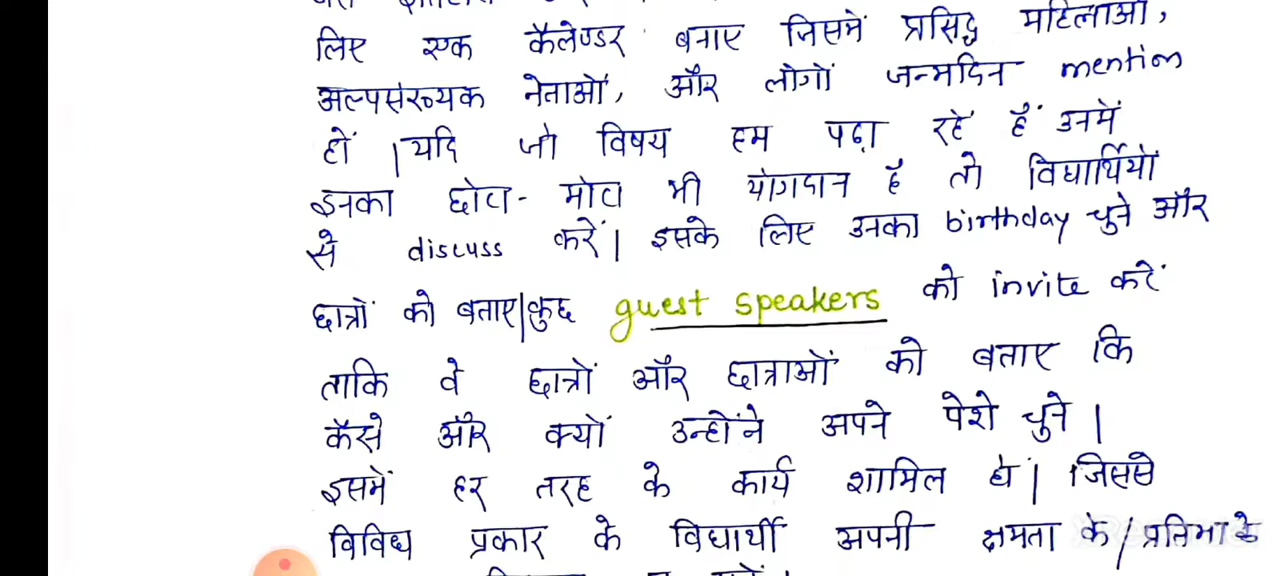 लिए एक कैलेण्डर बनाए जिसमें प्रसिद्ध महिलाओं,
अल्पसंख्यक नेताओं, और लोगों जन्मदिन mention
हों | यदि जो विषय हम पढ़ा रहे हैं उनमें
इनका छोटा-मोटा भी योगदान है तो विद्यार्थियों
से discuss करें | इसके लिए उनका birthday चुने और
छात्रों को बताए | कुछ guest speakers को invite करें
ताकि वे छात्रों और छात्राओं को बताए कि
कैसे और क्यों उन्होंने अपने पेशे चुने |
इसमें हर तरह के कार्य शामिल हो | जिससे
विविध प्रकार के विद्यार्थी अपनी क्षमता के / प्रतिभा के